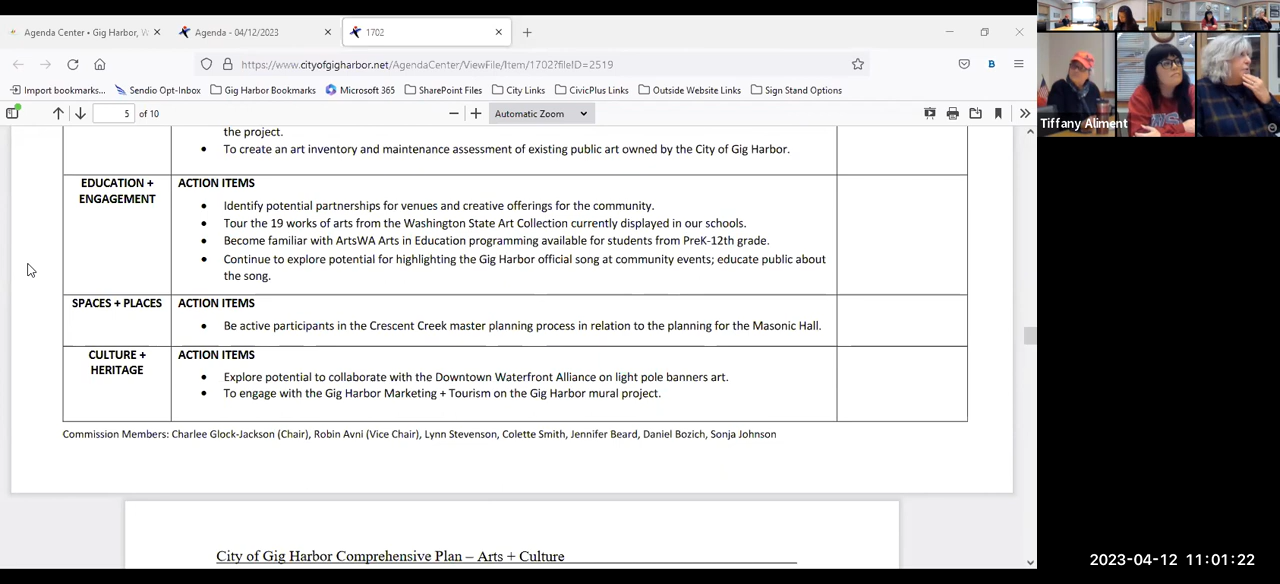 Agenda Center • Gig Harbor, W
Agenda - 04/12/2023
1702
https://www.cityofgigharbor.net/AgendaCenter/ViewFile/Item/1702?fileID=2519
B
Import bookmarks...
Sendio Opt-Inbox
Gig Harbor Bookmarks
Microsoft 365
SharePoint Files
City Links
CivicPlus Links
Outside Website Links
Sign Stand Options
5 of 10
Automatic Zoom
the project.
• To create an art inventory and maintenance assessment of existing public art owned by the City of Gig Harbor.
EDUCATION +
ENGAGEMENT
ACTION ITEMS
• Identify potential partnerships for venues and creative offerings for the community.
• Tour the 19 works of arts from the Washington State Art Collection currently displayed in our schools.
• Become familiar with ArtsWA Arts in Education programming available for students from PreK-12th grade.
• Continue to explore potential for highlighting the Gig Harbor official song at community events; educate public about
the song.
SPACES + PLACES
ACTION ITEMS
• Be active participants in the Crescent Creek master planning process in relation to the planning for the Masonic Hall.
CULTURE +
HERITAGE
ACTION ITEMS
• Explore potential to collaborate with the Downtown Waterfront Alliance on light pole banners art.
• To engage with the Gig Harbor Marketing + Tourism on the Gig Harbor mural project.
Commission Members: Charlee Glock-Jackson (Chair), Robin Avni (Vice Chair), Lynn Stevenson, Colette Smith, Jennifer Beard, Daniel Bozich, Sonja Johnson
City of Gig Harbor Comprehensive Plan – Arts + Culture
Tiffany Aliment
2023-04-12 11:01:22